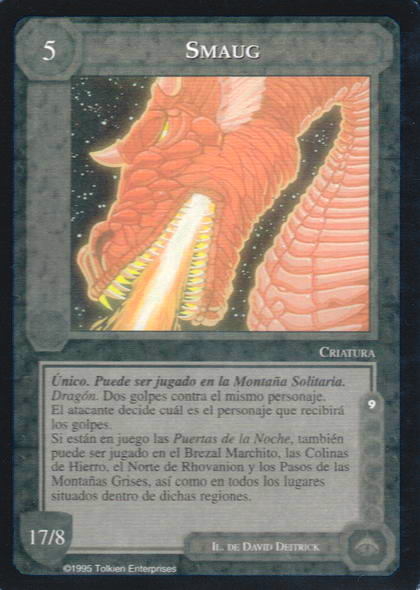 5
SMAUG
CRIATURA
Único. Puede ser jugado en la Montaña Solitaria.
Dragón. Dos golpes contra el mismo personaje.
El atacante decide cuál es el personaje que recibirá
los golpes.
Si están en juego las Puertas de la Noche, también
puede ser jugado en el Brezal Marchito, las Colinas
de Hierro, el Norte de Rhovanion y los Pasos de las
Montañas Grises, así como en todos los lugares
situados dentro de dichas regiones.
9
17/8
IL. DE DAVID DEITRICK
©1995 Tolkien Enterprises